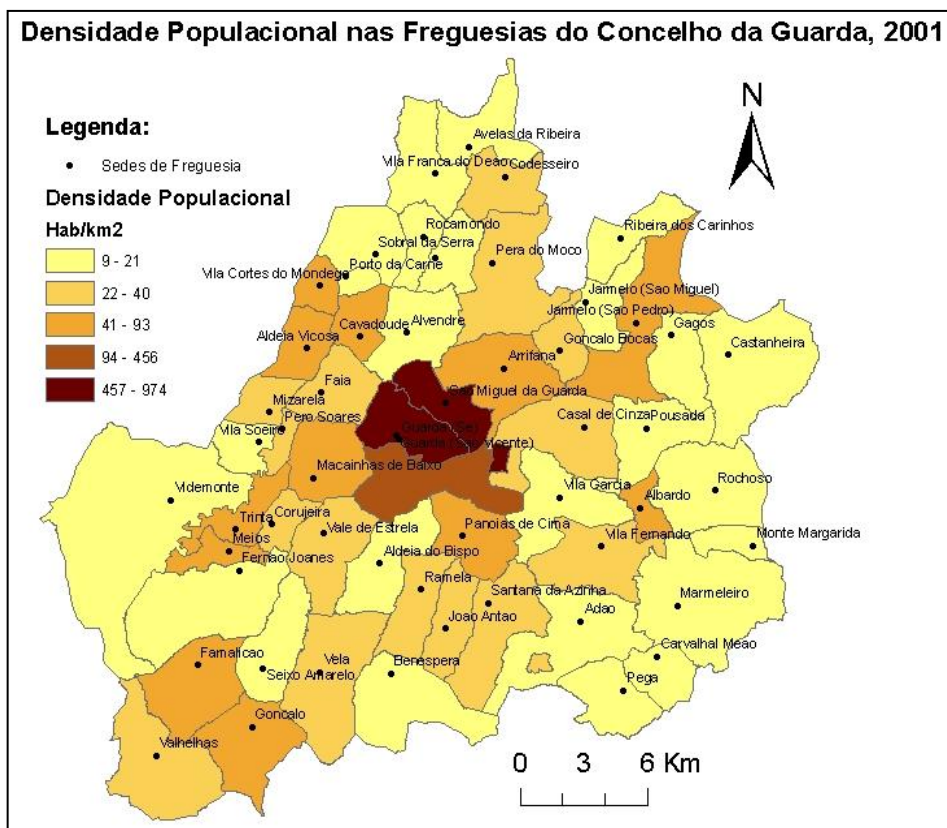 Densidade Populacional nas Freguesias do Concelho da Guarda, 2001
N
Legenda:
Sedes de Freguesia
Densidade Populacional
Hab/km2
9 - 21
22 - 40
41 - 93
94 - 456
457 - 974
Avelas da Ribeira
Vila Franca do Deao
Codesseiro
Ribeira dos Carinhos
Rocamondo
Sobral da Serra
Pera do Moco
Porto da Carne
Vila Cortes do Mondego
Jarmelo (Sao Miguel)
Jarmelo (Sao Pedro)
Gagos
Alvendre
Cavadoude
Aldeia Vicosa
Goncalo Bocas
Castanheira
Arrifana
Faia
Sao Miguel da Guarda
Mizarela
Pero Soares
Casal de Cinza
Pousada
Guarda (Se)
Guarda (Sao Vicente)
Vila Soeiro
Macainhas de Baixo
Videmonte
Vila Garcia
Albardo
Rochoso
Trinta
Corujeira
Vale de Estrela
Panoias de Cima
Vila Fernando
Monte Margarida
Meios
Fernao Joanes
Aldeia do Bispo
Ramela
Santana da Azinha
Marmeleiro
Joao Antao
Adao
Carvalhal Meao
Famalicao
Seixo Amarelo
Vela
Benespera
Pega
Goncalo
Valhelhas
0 3 6 Km